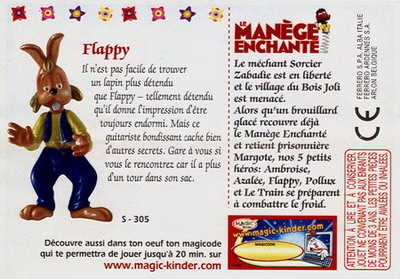 Flappy
Il n'est pas facile de trouver
un lapin plus détendu
que Flappy – tellement détendu
qu'il donne l'impression d'être
toujours endormi. Mais ce
guitariste bondissant cache bien
d'autres secrets. Gare à vous si
vous le rencontrez car il a plus
d'un tour dans son sac.
S - 305
Découvre aussi dans ton oeuf ton magicode
qui te permettra de jouer jusqu'à 20 min. sur
www.magic-kinder.com
LE
MANÈGE
ENCHANTÉ
Le méchant Sorcier
Zabadie est en liberté
et le village du Bois Joli
est menacé.
Alors qu'un brouillard
glacé recouvre déjà
le Manège Enchanté
et retient prisonnière
Margote, nos 5 petits
héros: Ambroise,
Azalée, Flappy, Pollux
et Le Train se préparent
à combattre le froid.
MAGIC
www.magic-kinder.com
MAGICODE
FERRERO S.P.A. ALBA ITALIE
FERRERO ARDENNES S.A.
ARLON BELGIQUE
CE
ATTENTION, À LIRE ET À CONSERVER:
JOUET NE CONVENANT PAS AUX ENFANTS
DE MOINS DE 3 ANS. LES PETITES PIÈCES
POURRAIENT ÊTRE AVALÉES OU INHALÉES.